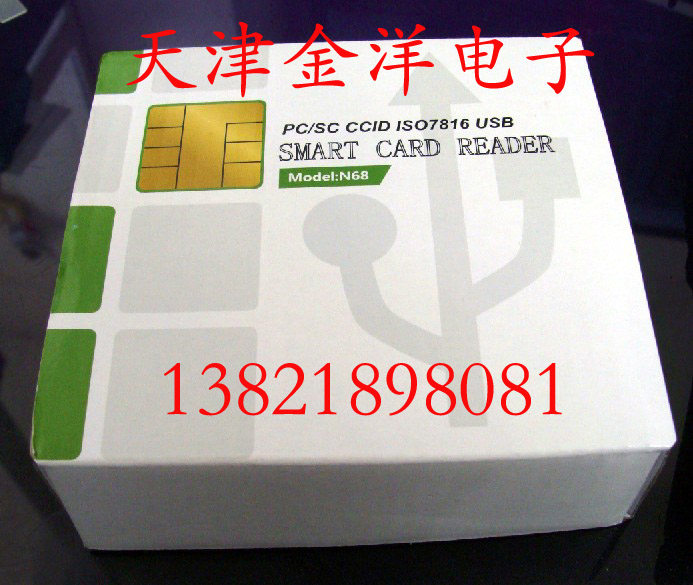 天津金洋电子
PC/SC CCID ISO7816 USB
SMART CARD READER
Model:N68
13821898081